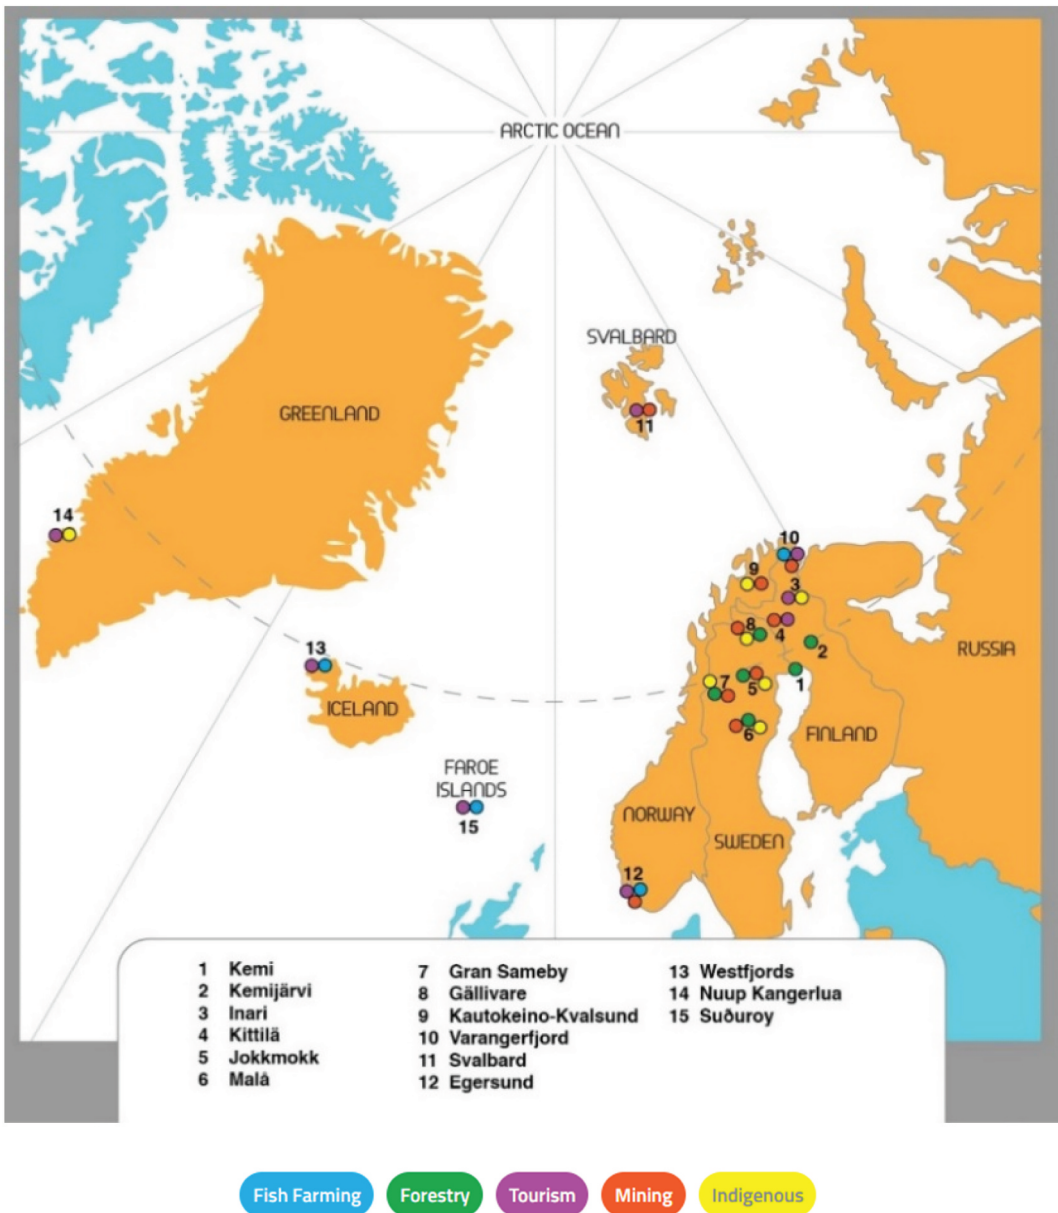 ARCTIC OCEAN
SVALBARD
GREENLAND
11
14
10
9
3
8
4
2
RUSSIA
13
7
5
1
ICELAND
6
FINLAND
FAROE
ISLANDS
NORWAY
15
SWEDEN
12
1 Kemi
2 Kemijärvi
3 Inari
4 Kittilä
5 Jokkmokk
6 Malå
7 Gran Sameby
8 Gällivare
9 Kautokeino-Kvalsund
10 Varangerfjord
11 Svalbard
12 Egersund
13 Westfjords
14 Nuup Kangerlua
15 Suðuroy
Fish Farming
Forestry
Tourism
Mining
Indigenous